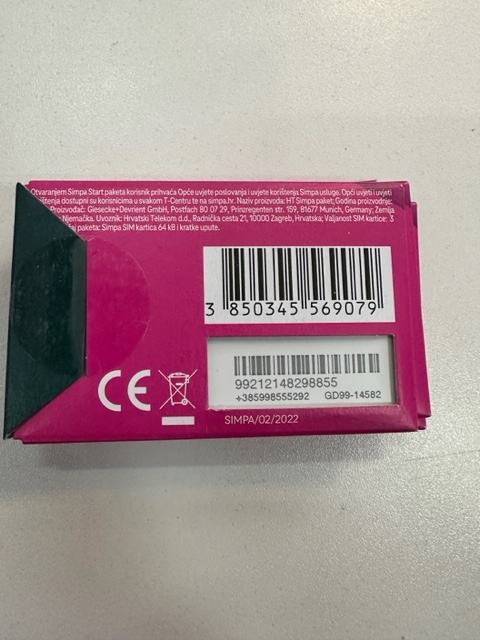 Otvaranjem Simpa Start paketa korisnik prihvaća Opće uvjete poslovanja i uvjete korištenja Simpa usluge. Opći uvjeti i uvjeti
štenja dostupni su korisnicima u svakom T-Centru te na simpa.hr. Naziv proizvoda: HT Simpa paket; Godina proizvodnje:
Proizvođač: Giesecke+Devrient GmbH, Postfach 80 07 29, Prinzregenten str. 159, 81677 Munich, Germany; Zemlja
Njemačka. Uvoznik: Hrvatski Telekom d.d., Radnička cesta 21, 10000 Zagreb, Hrvatska; Valjanost SIM kartice: 3
aj paketa: Simpa SIM kartica 64 kB i kratke upute.
3 850345 569079
99212148298855
+385998555292 GD99-14582
CE
SIMPA/02/2022